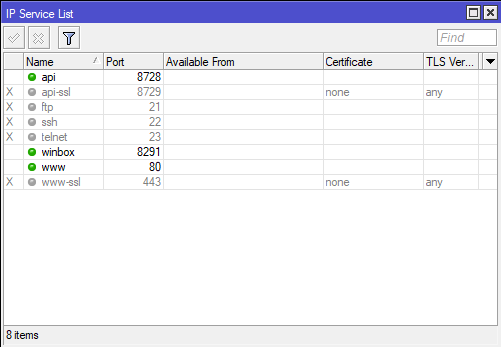 IP Service List
Find
Name Port Available From Certificate TLS Ver...
api 8728
X api-ssl 8729 none any
X ftp 21
X ssh 22
X telnet 23
winbox 8291
www 80
X www-ssl 443 none any
8 items